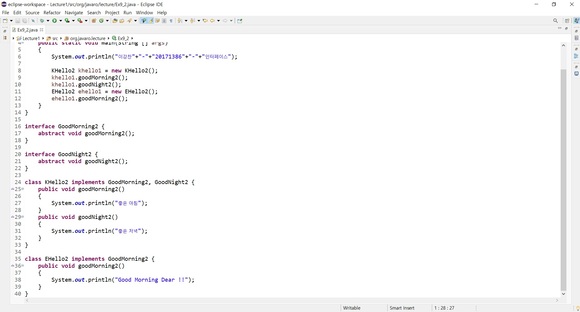 eclipse-workspace - Lecture1/src/org.javaro.lecture/Ex9_2.java - Eclipse IDE
File Edit Source Refactor Navigate Search Project Run Window Help
Ex9_2.java
Lecture1 src org.javaro.lecture Ex9_2
4 public static void main(String [] args)
5 {
6 System.out.println("이강찬"+"-"+"20171386"+"-"+"인터페이스");
7
8 KHello2 khello1 = new KHello2();
9 khello1.goodMorning2();
10 khello1.goodNight2();
11 EHello2 ehello1 = new EHello2();
12 ehello1.goodMorning2();
13 }
14 }
15
16 interface GoodMorning2 {
17 abstract void goodMorning2();
18 }
19
20 interface GoodNight2 {
21 abstract void goodNight2();
22 }
23
24 class KHello2 implements GoodMorning2, GoodNight2 {
25 public void goodMorning2()
26 {
27 System.out.println("좋은 아침");
28 }
29 public void goodNight2()
30 {
31 System.out.println("좋은 저녁");
32 }
33 }
34
35 class EHello2 implements GoodMorning2 {
36 public void goodMorning2()
37 {
38 System.out.println("Good Morning Dear !!");
39 }
40 }
Writable Smart Insert 1 : 28 : 27